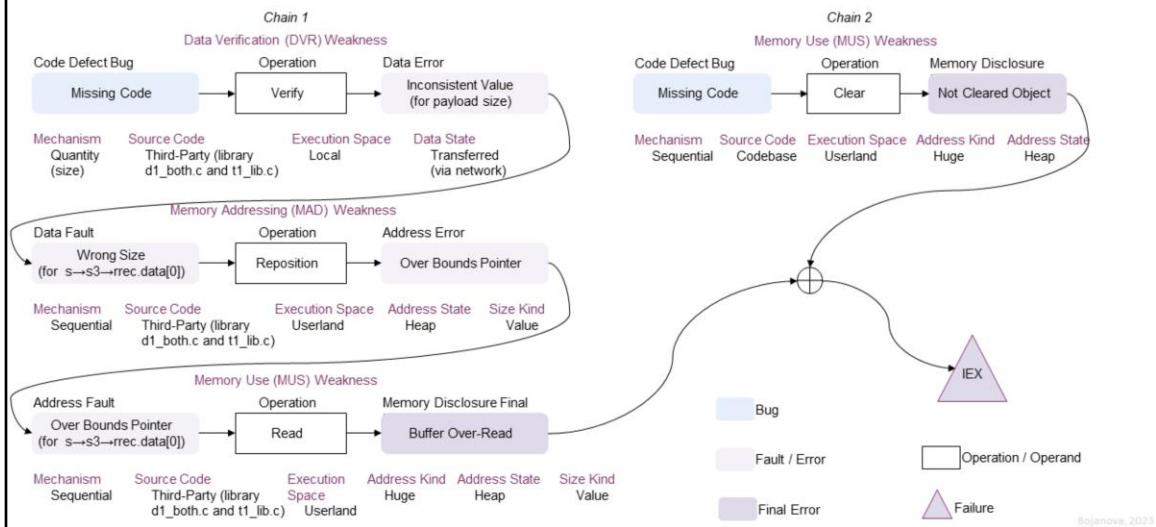 Chain 1
Data Verification (DVR) Weakness
Code Defect Bug Operation Data Error
Missing Code Verify Inconsistent Value
(for payload size)
Mechanism Source Code Execution Space Data State
Quantity Third-Party (library Local Transferred
(size) d1_both.c and t1_lib.c) (via network)
Memory Addressing (MAD) Weakness
Data Fault Operation Address Error
Wrong Size Reposition Over Bounds Pointer
(for s→s3→rrec.data[0])
Mechanism Source Code Execution Space Address State Size Kind
Sequential Third-Party (library Userland Heap Value
d1_both.c and t1_lib.c)
Memory Use (MUS) Weakness
Address Fault Operation Memory Disclosure Final
Over Bounds Pointer Read Buffer Over-Read
(for s→s3→rrec.data[0])
Mechanism Source Code Execution Address Kind Address State Size Kind
Sequential Third-Party (library Space Huge Heap Value
d1_both.c and t1_lib.c) Userland
Chain 2
Memory Use (MUS) Weakness
Code Defect Bug Operation Memory Disclosure
Missing Code Clear Not Cleared Object
Mechanism Source Code Execution Space Address Kind Address State
Sequential Codebase Userland Huge Heap
IEX
Bug
Fault / Error Operation / Operand
Final Error Failure
Bojanova, 2023